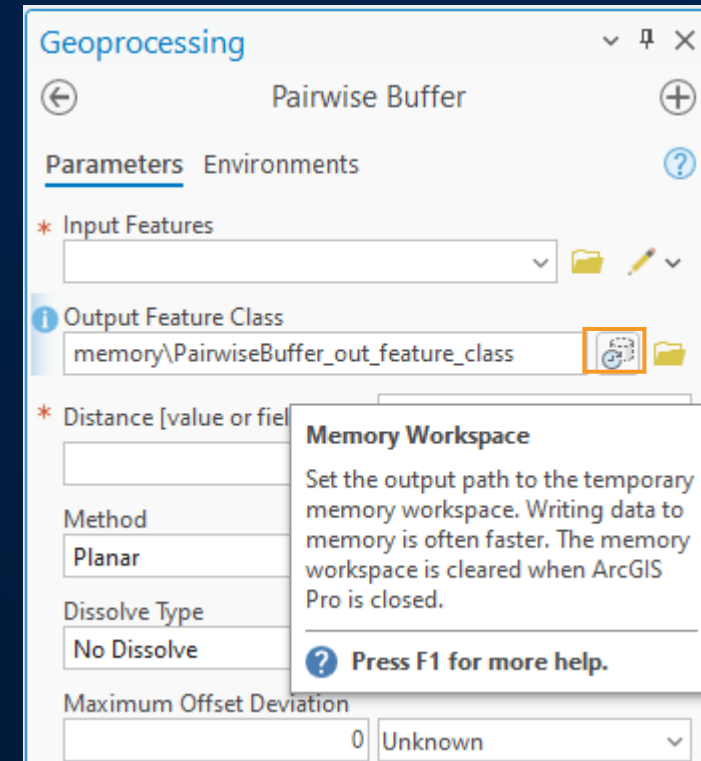 Geoprocessing
Pairwise Buffer
Parameters Environments
* Input Features
Output Feature Class
memory\PairwiseBuffer_out_feature_class
* Distance [value or fiel
Memory Workspace
Set the output path to the temporary
memory workspace. Writing data to
memory is often faster. The memory
workspace is cleared when ArcGIS
Pro is closed.
Press F1 for more help.
Method
Planar
Dissolve Type
No Dissolve
Maximum Offset Deviation
0 Unknown